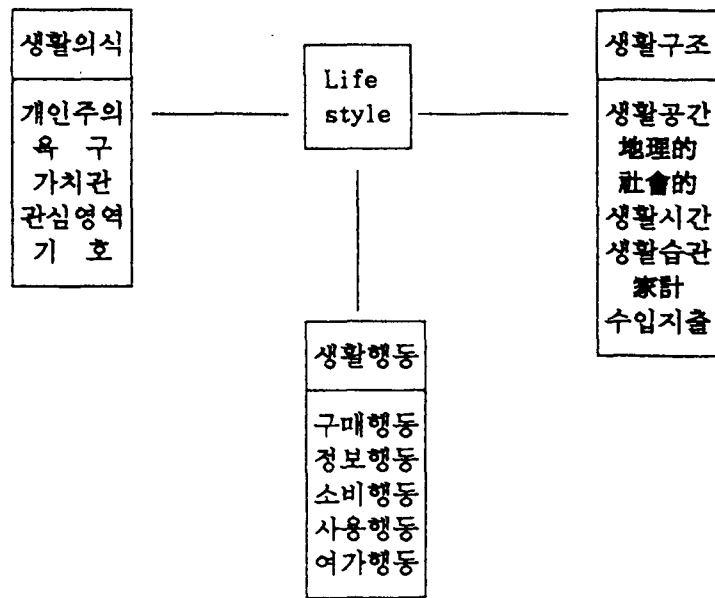 생활의식
개인주의
욕 구
가치관
관심영역
기 호
Life
style
생활구조
생활공간
地理的
社會的
생활시간
생활습관
家計
수입지출
생활행동
구매행동
정보행동
소비행동
사용행동
여가행동